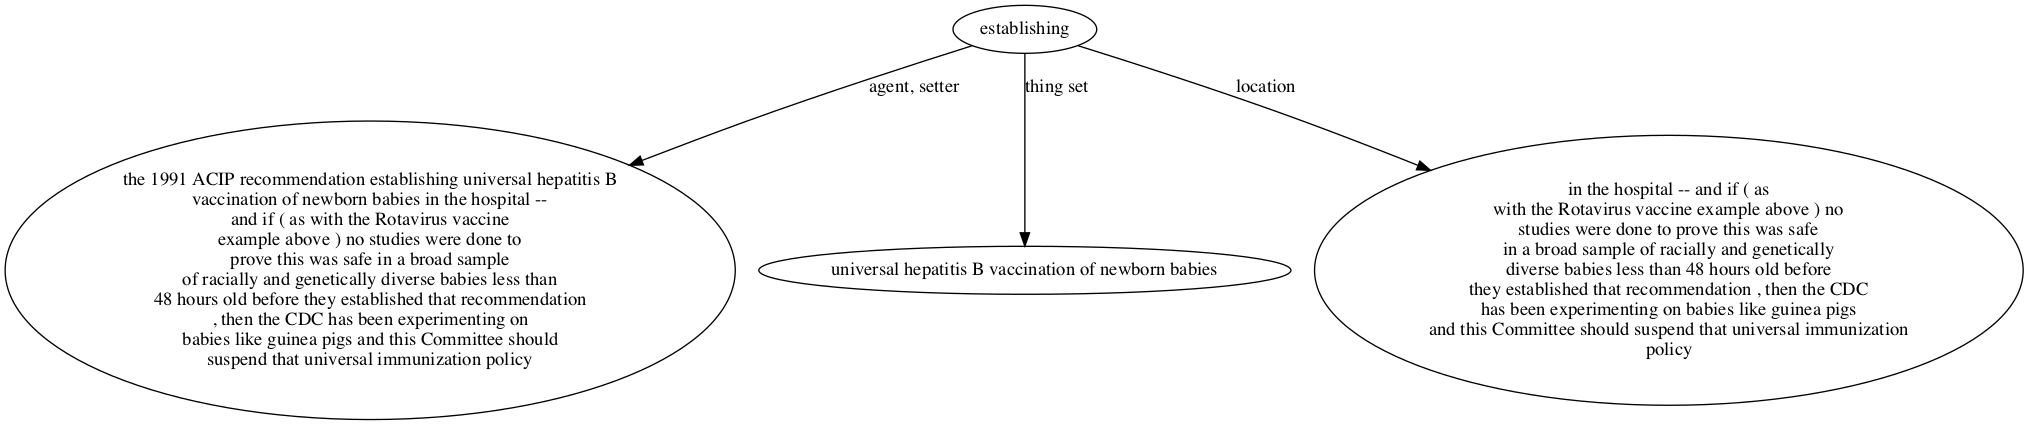 establishing
agent, setter
thing set
location
the 1991 ACIP recommendation establishing universal hepatitis B
vaccination of newborn babies in the hospital --
and if ( as with the Rotavirus vaccine
example above ) no studies were done to
prove this was safe in a broad sample
of racially and genetically diverse babies less than
48 hours old before they established that recommendation
, then the CDC has been experimenting on
babies like guinea pigs and this Committee should
suspend that universal immunization policy
universal hepatitis B vaccination of newborn babies
in the hospital -- and if ( as
with the Rotavirus vaccine example above ) no
studies were done to prove this was safe
in a broad sample of racially and genetically
diverse babies less than 48 hours old before
they established that recommendation , then the CDC
has been experimenting on babies like guinea pigs
and this Committee should suspend that universal immunization
policy